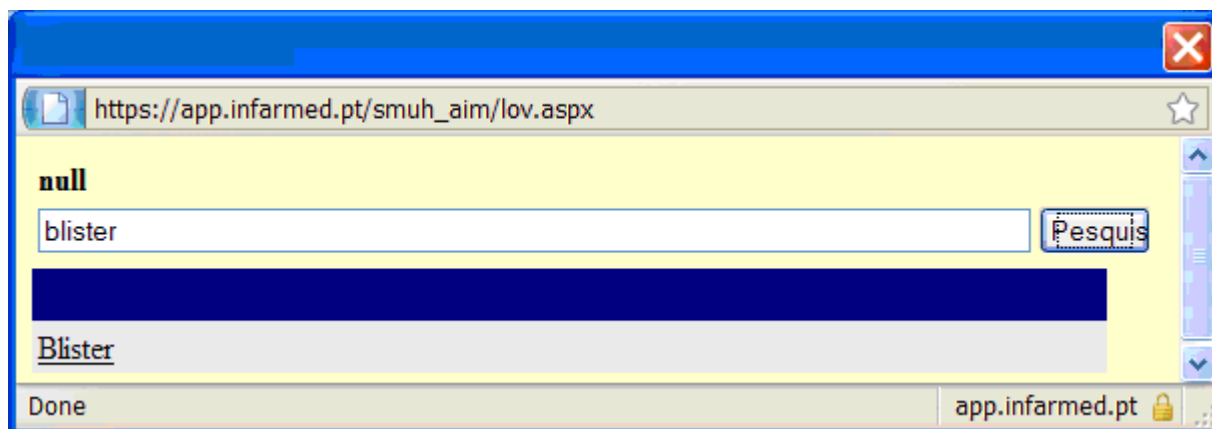 https://app.infarmed.pt/smuh_aim/lov.aspx
null
blister Pesquis
Blister
Done app.infarmed.pt